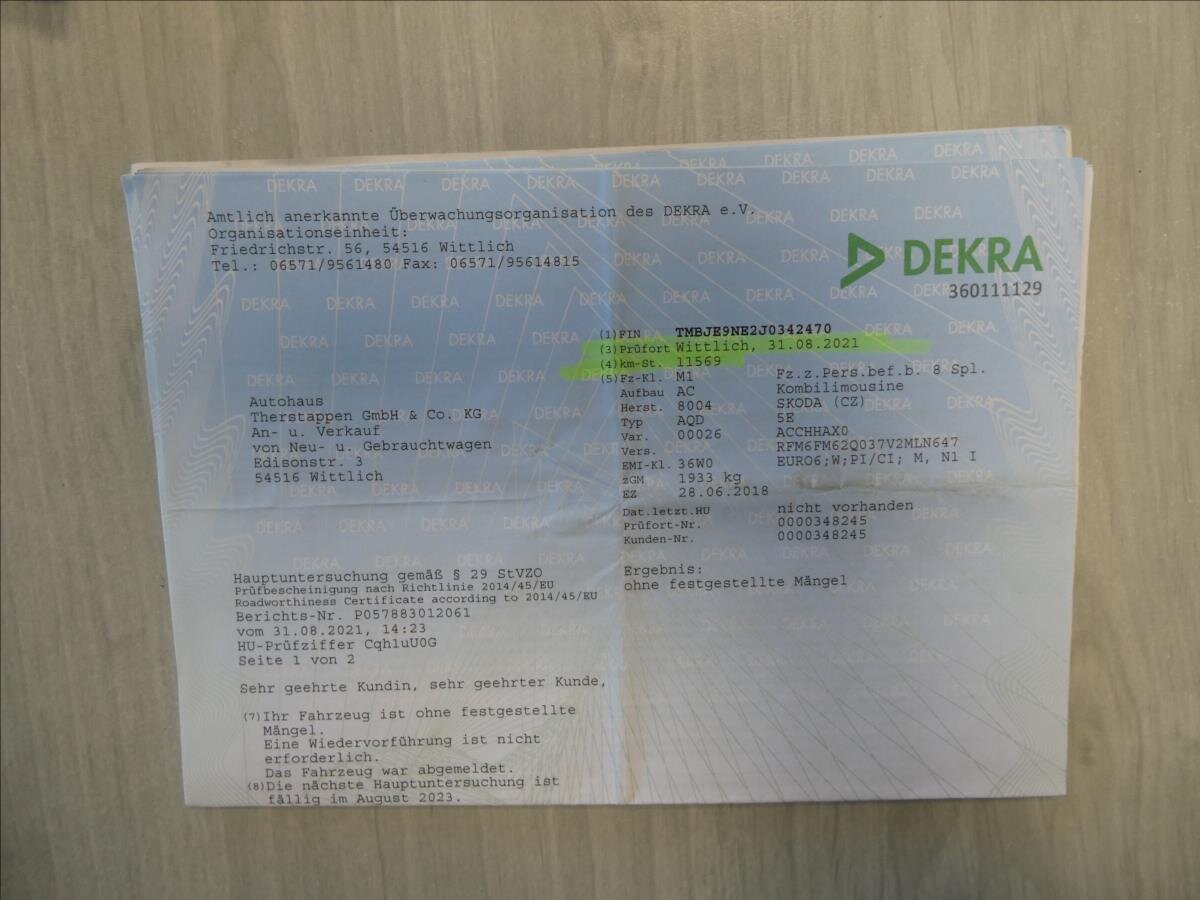 Amtlich anerkannte Überwachungsorganisation des DEKRA e.V.
Organisationseinheit:
Friedrichstr. 56, 54516 Wittlich
Tel.: 06571/9561480 Fax: 06571/95614815
DEKRA
360111129
(1) FIN TMBJE9NE2J0342470
(3) Prüfort Wittlich, 31.08.2021
(4) km-St. 11569
(5) Fz-Kl. M1 Fz.z.Pers.bef.b. 8 Spl.
Aufbau AC Kombilimousine
Herst. 8004 SKODA (CZ)
Typ AQD 5E
Var. 00026 ACCHHAX0
Vers. RFM6FM62Q037V2MLN647
EMI-Kl. 36W0 EURO6;W;PI/CI; M, N1 I
zGM 1933 kg
EZ 28.06.2018
Dat.letzt.HU nicht vorhanden
Prüfort-Nr. 0000348245
Kunden-Nr. 0000348245
Ergebnis:
ohne festgestellte Mängel
Autohaus
Therstappen GmbH & Co. KG
An- u. Verkauf
von Neu- u. Gebrauchtwagen
Edisonstr. 3
54516 Wittlich
Hauptuntersuchung gemäß § 29 StVZO
Prüfbescheinigung nach Richtlinie 2014/45/EU
Roadworthiness Certificate according to 2014/45/EU
Berichts-Nr. P057883012061
vom 31.08.2021, 14:23
HU-Prüfziffer Cqh1uU0G
Seite 1 von 2
Sehr geehrte Kundin, sehr geehrter Kunde,
(7) Ihr Fahrzeug ist ohne festgestellte
Mängel.
Eine Wiedervorführung ist nicht
erforderlich.
Das Fahrzeug war abgemeldet.
(8) Die nächste Hauptuntersuchung ist
fällig im August 2023.